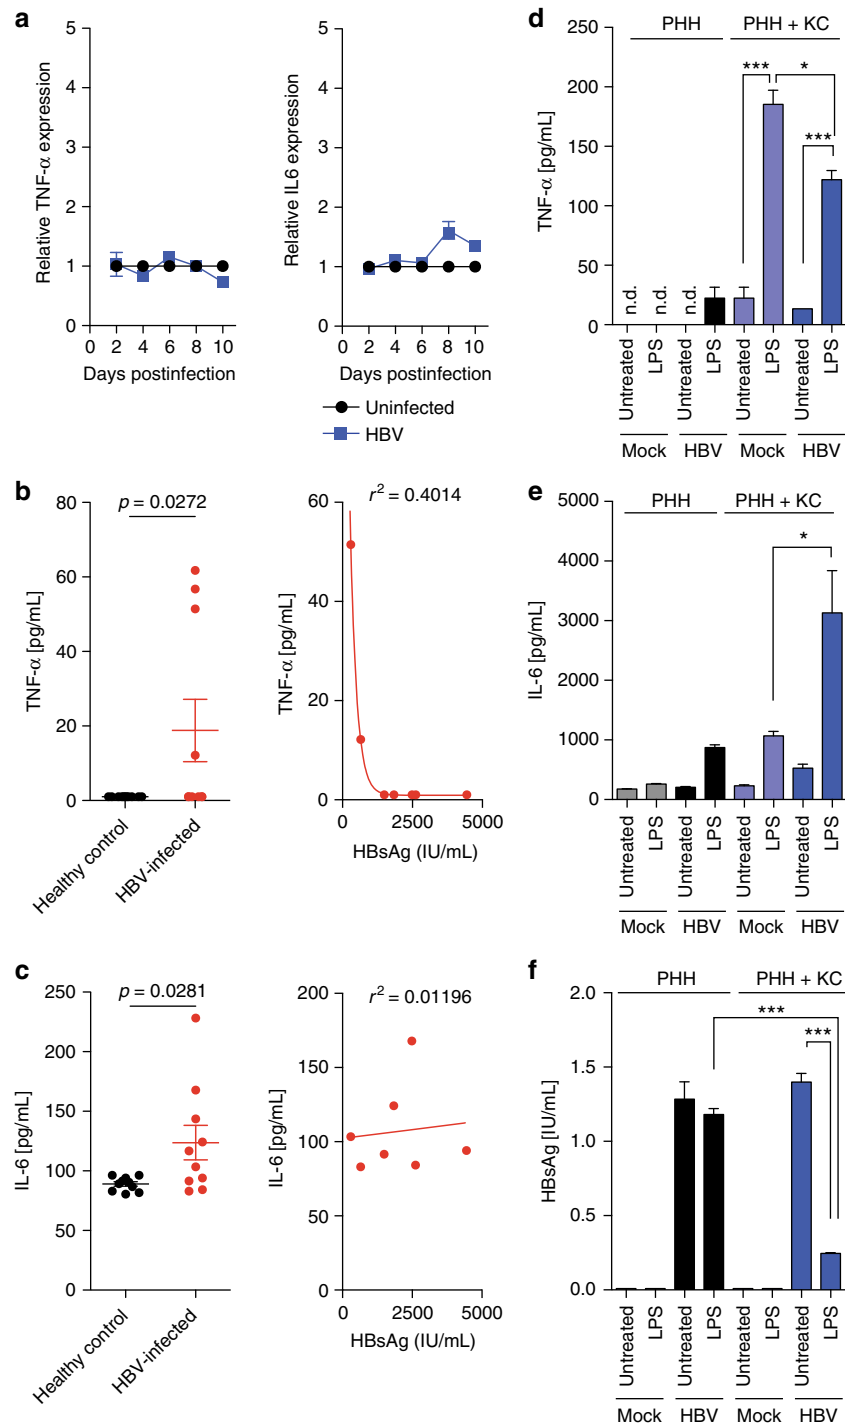 a
Relative TNF-α expression
5
4
3
2
1
0
0 2 4 6 8 10
Days postinfection
Relative IL6 expression
5
4
3
2
1
0
0 2 4 6 8 10
Days postinfection
Uninfected
HBV
b
TNF-α [pg/mL]
80
60
40
20
0
p = 0.0272
Healthy control
HBV-infected
TNF-α [pg/mL]
60
40
20
0
r² = 0.4014
0 2500 5000
HBsAg (IU/mL)
c
IL-6 [pg/mL]
250
200
150
100
50
0
p = 0.0281
Healthy control
HBV-infected
IL-6 [pg/mL]
200
150
100
50
0
r² = 0.01196
0 2500 5000
HBsAg (IU/mL)
d
PHH PHH + KC
TNF-α [pg/mL]
250
200
150
100
50
0
*** *
***
n.d. n.d. n.d.
Untreated LPS Untreated LPS Untreated LPS Untreated LPS
Mock HBV Mock HBV
e
PHH PHH + KC
IL-6 [pg/mL]
5000
4000
3000
2000
1000
0
*
Untreated LPS Untreated LPS Untreated LPS Untreated LPS
Mock HBV Mock HBV
f
PHH PHH + KC
HBsAg [IU/mL]
2.0
1.5
1.0
0.5
0.0
***
***
Untreated LPS Untreated LPS Untreated LPS Untreated LPS
Mock HBV Mock HBV